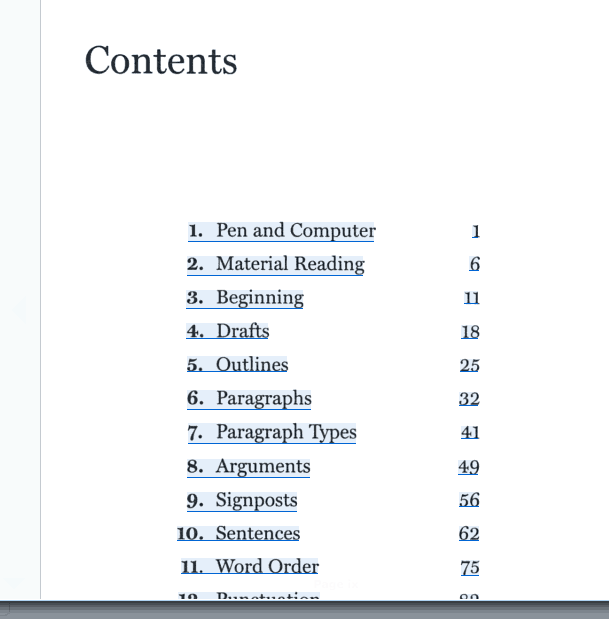 Contents
1. Pen and Computer 1
2. Material Reading 6
3. Beginning 11
4. Drafts 18
5. Outlines 25
6. Paragraphs 32
7. Paragraph Types 41
8. Arguments 49
9. Signposts 56
10. Sentences 62
11. Word Order 75
12 Punctuation